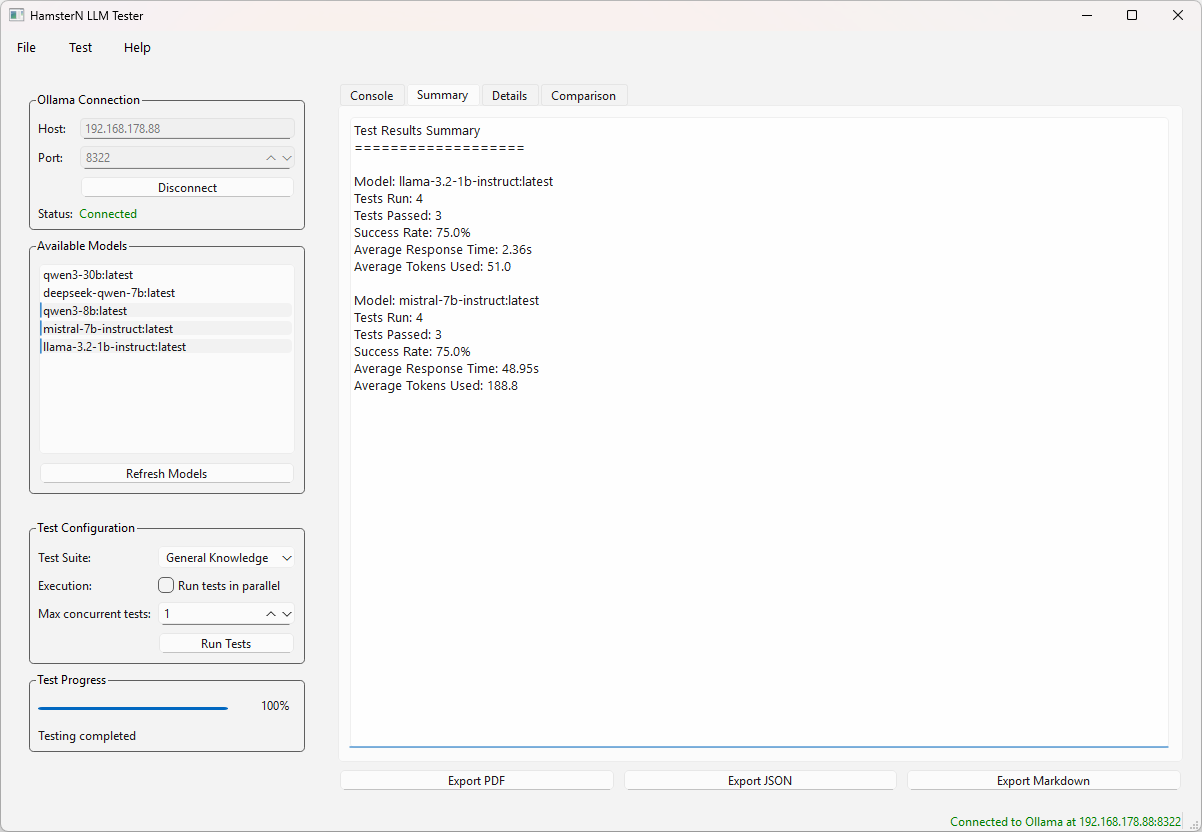 HamsterN LLM Tester
File Test Help
Ollama Connection
Host: 192.168.178.88
Port: 8322
Disconnect
Status: Connected
Available Models
qwen3-30b:latest
deepseek-qwen-7b:latest
qwen3-8b:latest
mistral-7b-instruct:latest
llama-3.2-1b-instruct:latest
Refresh Models
Test Configuration
Test Suite: General Knowledge
Execution: Run tests in parallel
Max concurrent tests: 1
Run Tests
Test Progress
100%
Testing completed
Console Summary Details Comparison
Test Results Summary
===================
Model: llama-3.2-1b-instruct:latest
Tests Run: 4
Tests Passed: 3
Success Rate: 75.0%
Average Response Time: 2.36s
Average Tokens Used: 51.0
Model: mistral-7b-instruct:latest
Tests Run: 4
Tests Passed: 3
Success Rate: 75.0%
Average Response Time: 48.95s
Average Tokens Used: 188.8
Export PDF Export JSON Export Markdown
Connected to Ollama at 192.168.178.88:8322